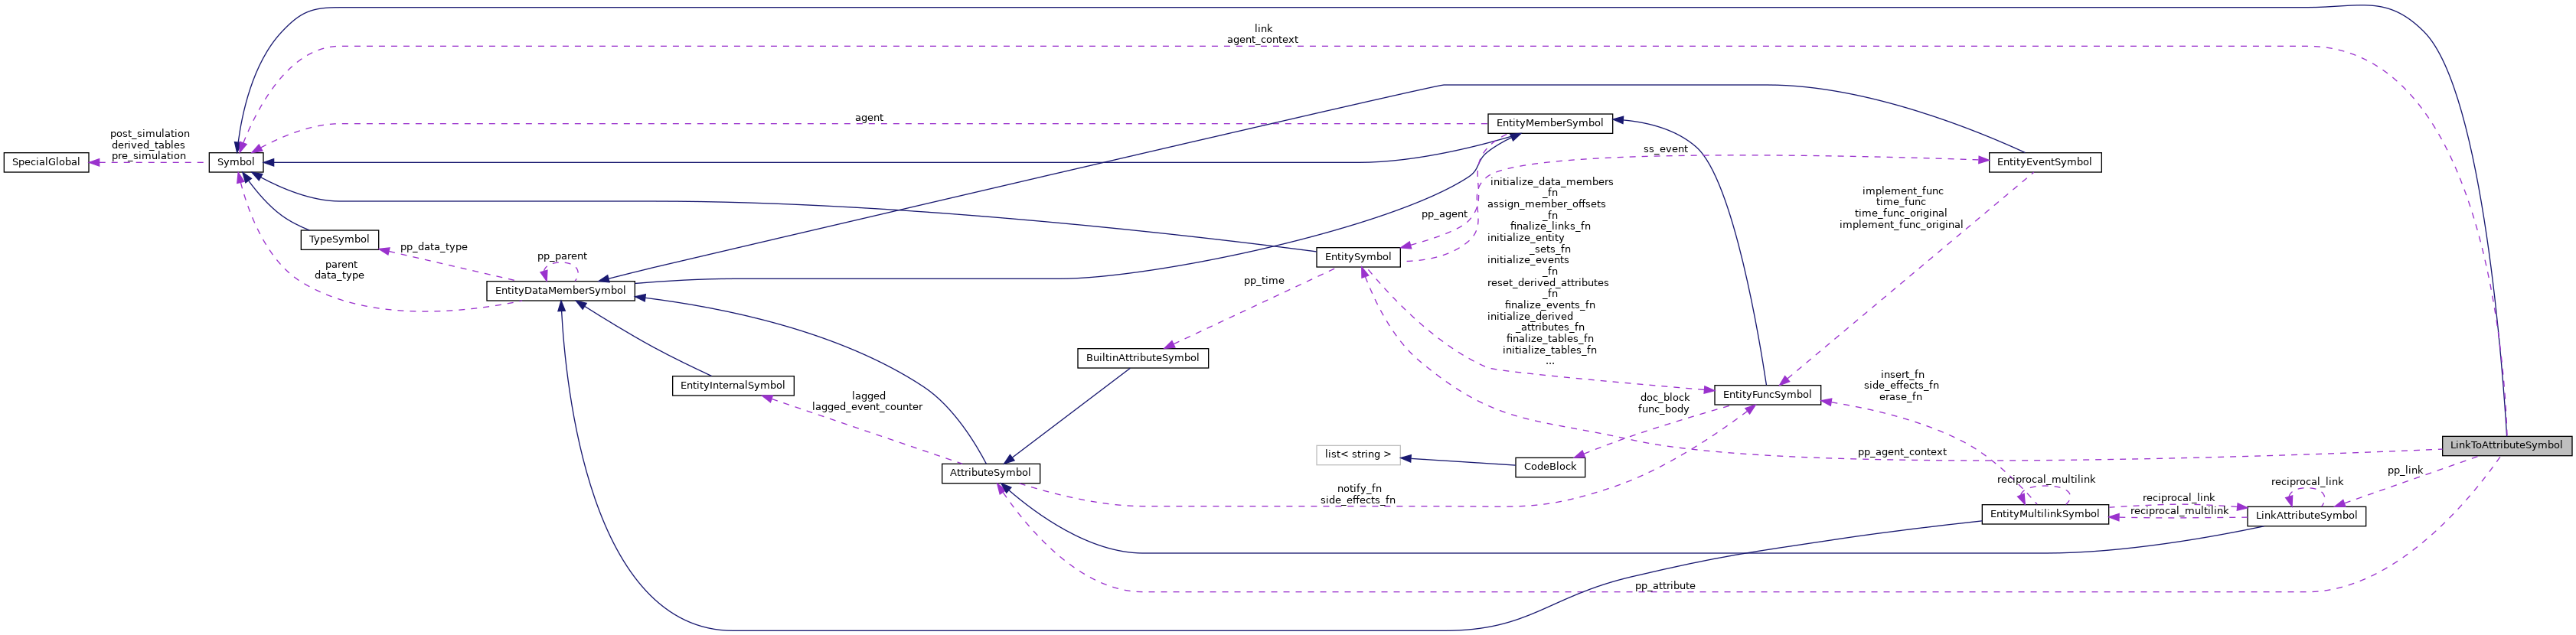 link
agent_context
agent
EntityMemberSymbol
post_simulation
derived_tables
pre_simulation
SpecialGlobal
Symbol
ss_event
EntityEventSymbol
implement_func
time_func
time_func_original
implement_func_original
initialize_data_members
_fn
assign_member_offsets
_fn
finalize_links_fn
initialize_entity
_sets_fn
initialize_events
_fn
reset_derived_attributes
_fn
finalize_events_fn
initialize_derived
_attributes_fn
finalize_tables_fn
initialize_tables_fn
...
pp_agent
TypeSymbol
pp_data_type
parent
data_type
pp_parent
EntitySymbol
EntityDataMemberSymbol
pp_time
BuiltinAttributeSymbol
EntityInternalSymbol
lagged
lagged_event_counter
EntityFuncSymbol
insert_fn
side_effects_fn
erase_fn
doc_block
func_body
LinkToAttributeSymbol
list< string >
CodeBlock
pp_agent_context
AttributeSymbol
pp_link
reciprocal_multilink
reciprocal_link
notify_fn
side_effects_fn
reciprocal_link
reciprocal_multilink
EntityMultilinkSymbol
LinkAttributeSymbol
pp_attribute